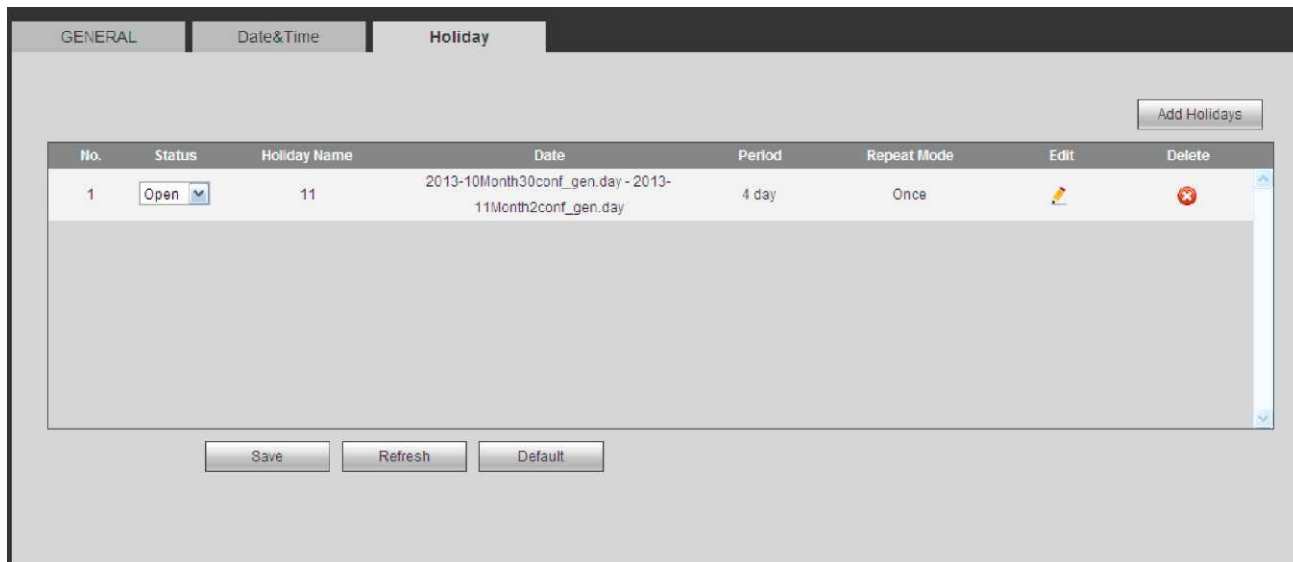 GENERAL Date&Time Holiday
Add Holidays
No. Status Holiday Name Date Period Repeat Mode Edit Delete
1 Open 11 2013-10Month30conf_gen.day - 2013- 4 day Once
11Month2conf_gen.day
Save Refresh Default